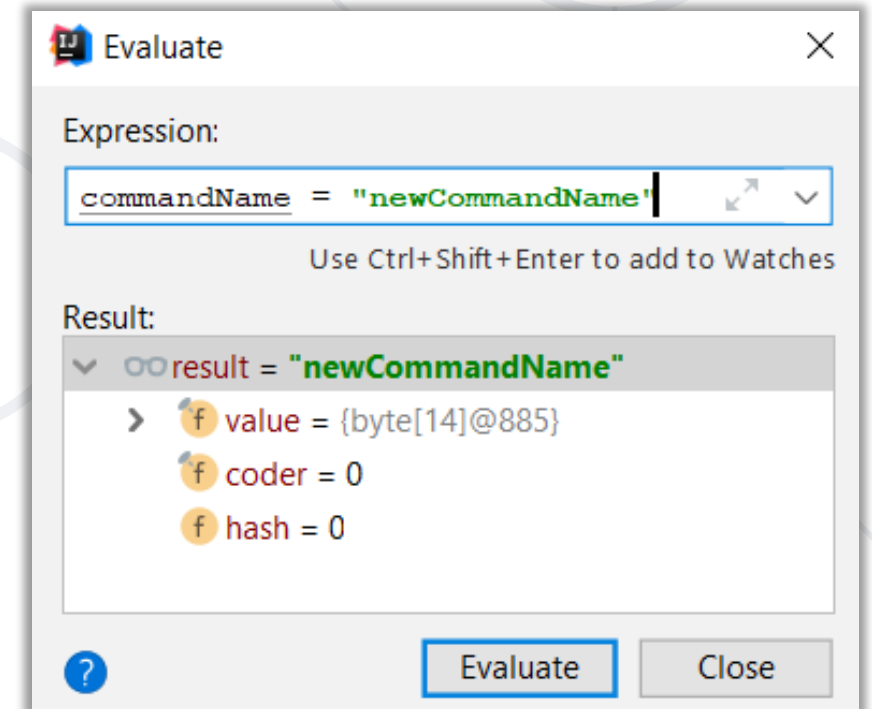 IJ Evaluate
Expression:
commandName = "newCommandName"
Use Ctrl+Shift+Enter to add to Watches
Result:
result = "newCommandName"
f value = {byte[14]@885}
f coder = 0
f hash = 0
? Evaluate Close